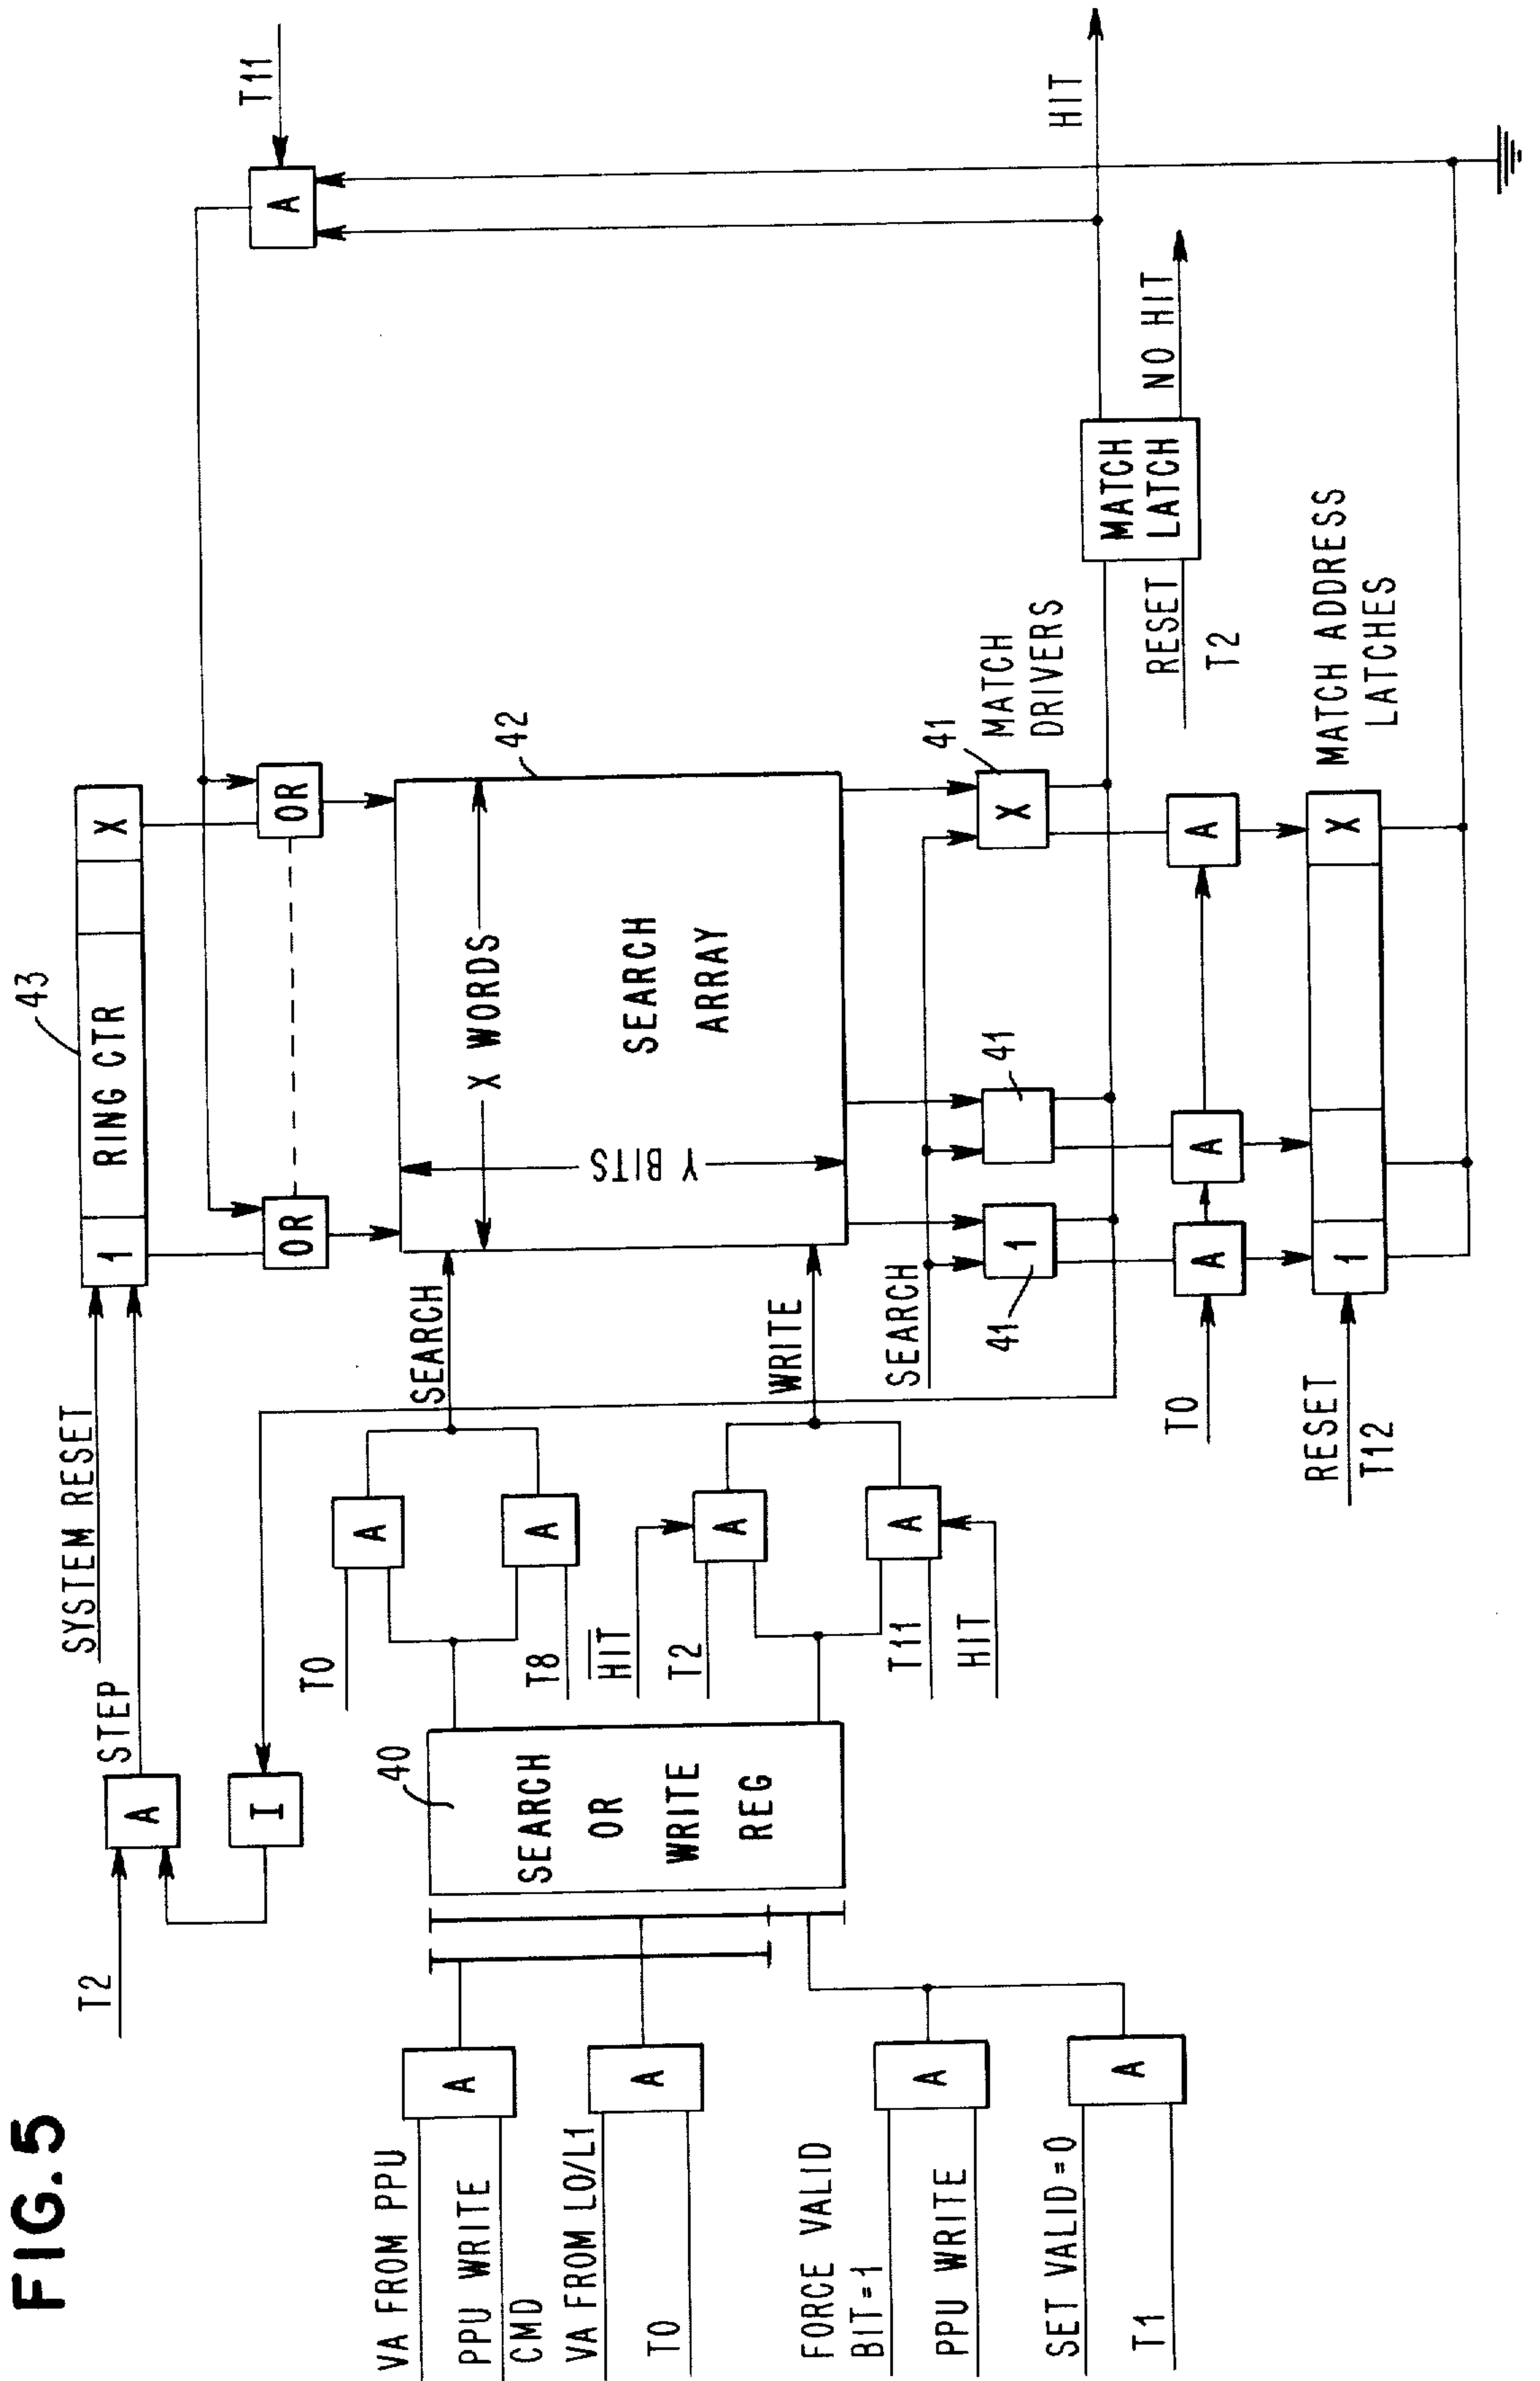 FIG. 5
T2
STEP
SYSTEM RESET
A
I
43
1
RING CTR
X
OR
OR
A
T11
VA FROM PPU
PPU WRITE
CMD
A
VA FROM L0/L1
T0
A
FORCE VALID
BIT=1
PPU WRITE
A
SET VALID=0
T1
A
40
SEARCH
OR
WRITE
REG
T0
A
T8
A
SEARCH
HIT
T2
A
T11
HIT
A
WRITE
42
X WORDS
Y BITS
SEARCH
ARRAY
SEARCH
41
1
41
41
X
MATCH
DRIVERS
T0
A
A
A
RESET
T12
1
X
MATCH ADDRESS
LATCHES
RESET
T2
MATCH
LATCH
NO HIT
HIT